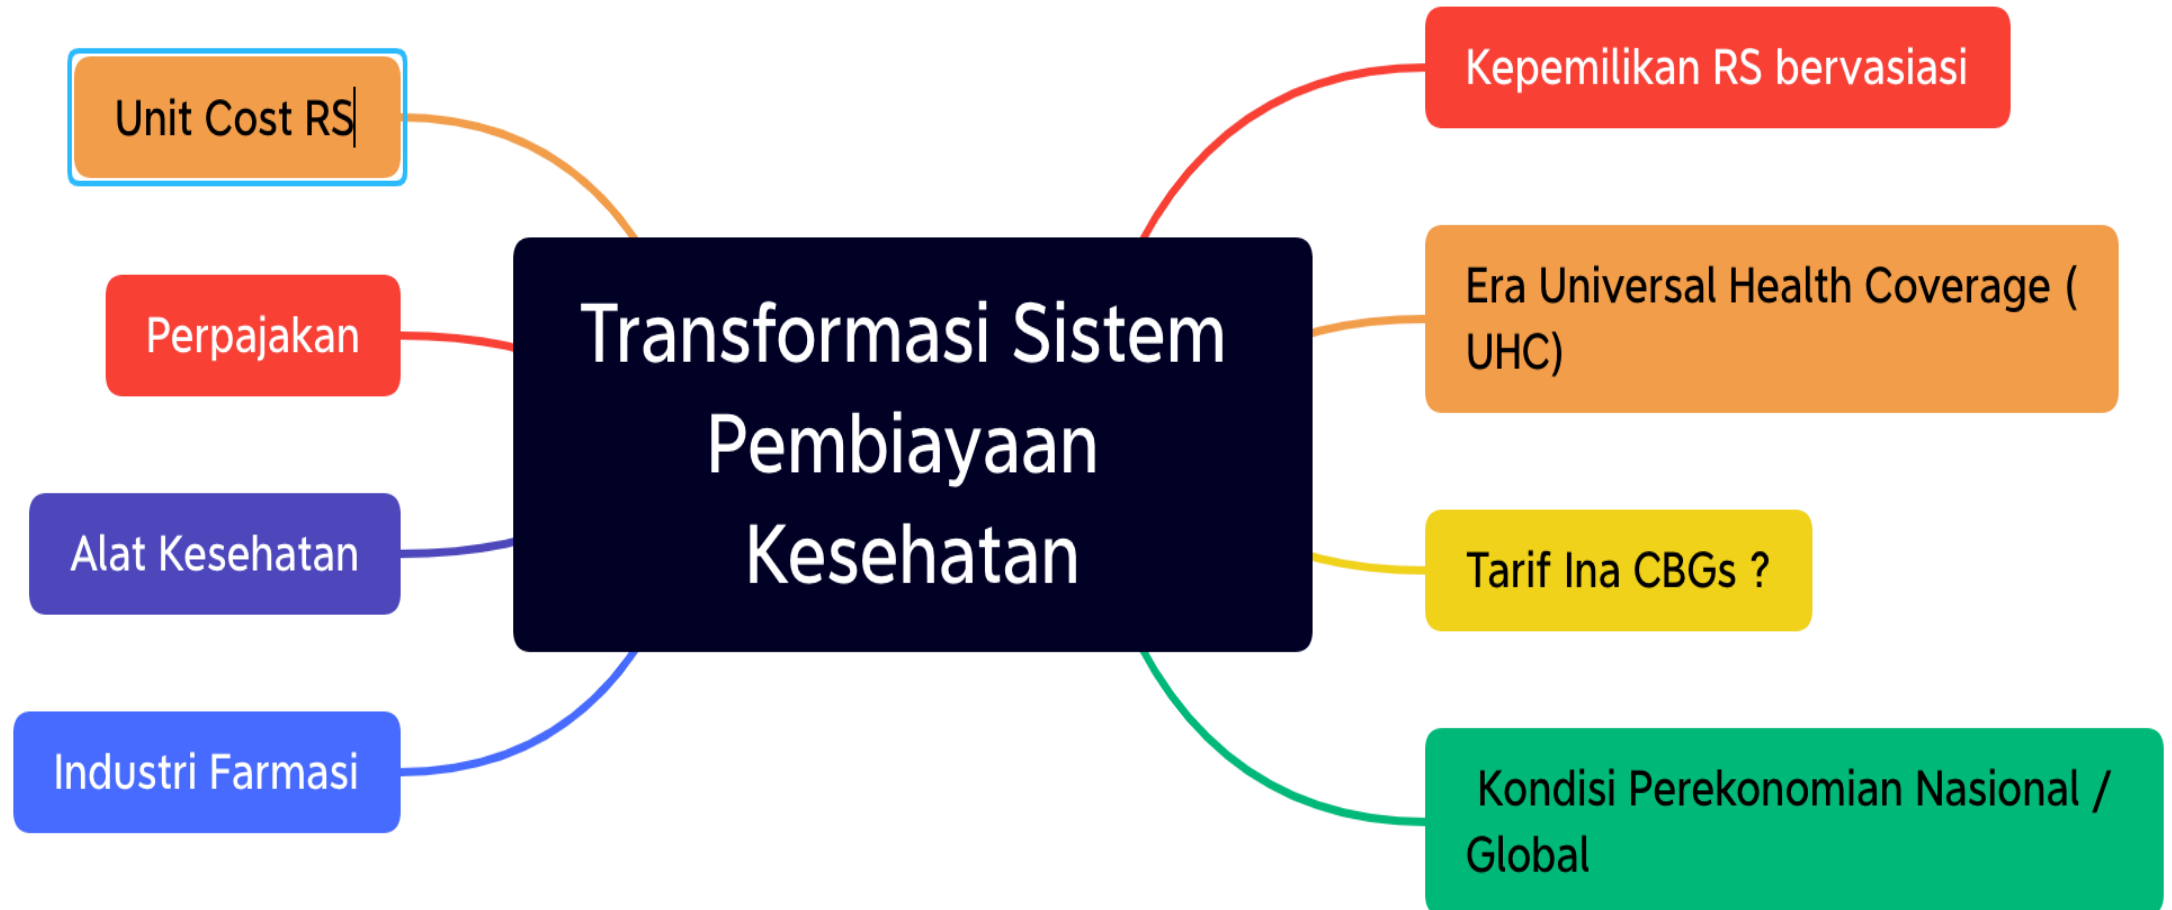 Unit Cost RS
Perpajakan
Alat Kesehatan
Industri Farmasi
Transformasi Sistem
Pembiayaan
Kesehatan
Kepemilikan RS bervasiasi
Era Universal Health Coverage (
UHC)
Tarif Ina CBGs ?
Kondisi Perekonomian Nasional /
Global